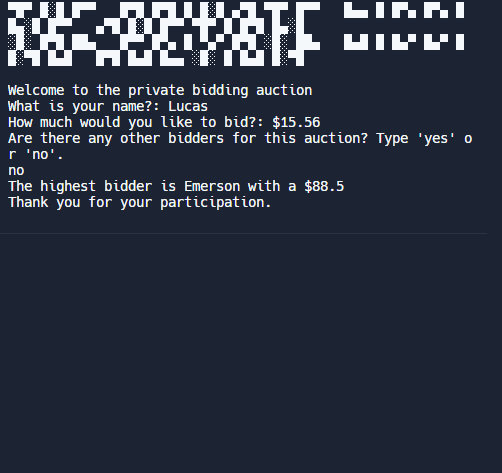 Welcome to the private bidding auction
What is your name?: Lucas
How much would you like to bid?: $15.56
Are there any other bidders for this auction? Type 'yes' o
r 'no'.
no
The highest bidder is Emerson with a $88.5
Thank you for your participation.